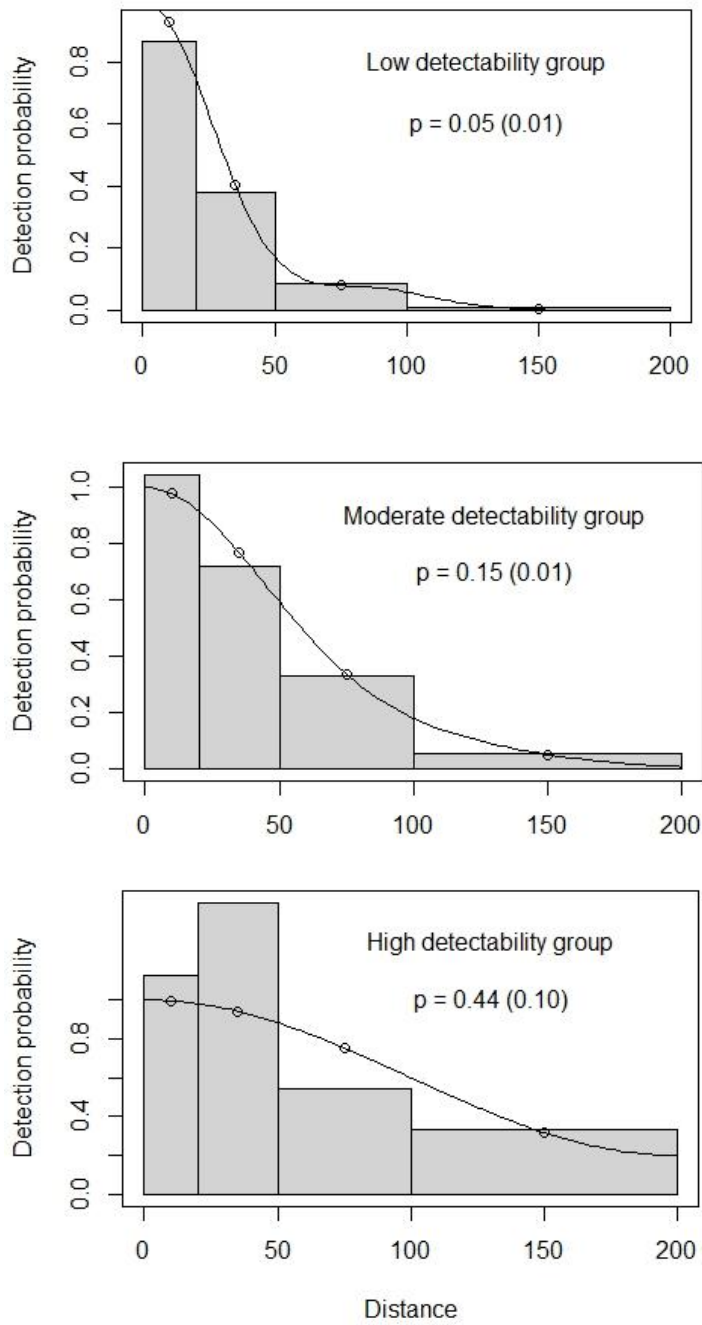 Low detectability group
p = 0.05 (0.01)
Detection probability
0.8
0.6
0.4
0.2
0.0
0 50 100 150 200
Moderate detectability group
p = 0.15 (0.01)
Detection probability
1.0
0.8
0.6
0.4
0.2
0.0
0 50 100 150 200
High detectability group
p = 0.44 (0.10)
Detection probability
0.8
0.4
0.0
0 50 100 150 200
Distance